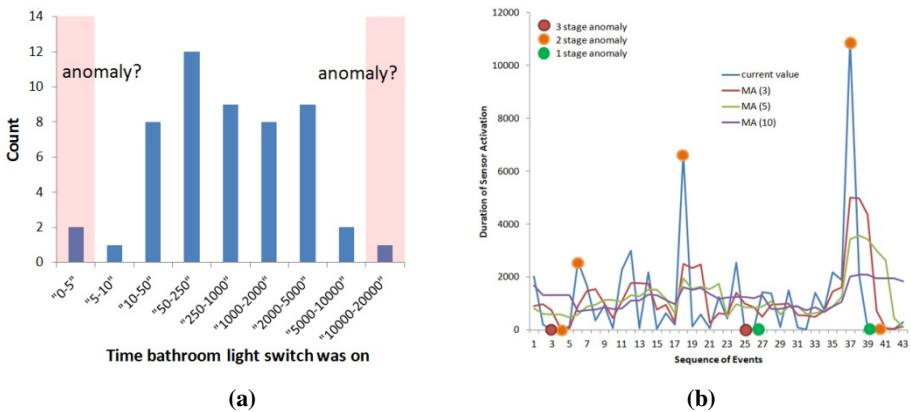 (a)
14
12
10
8
6
4
2
0
Count
anomaly?
anomaly?
"0-5"
"5-10"
"10-50"
"50-250"
"250-1000"
"1000-2000"
"2000-5000"
"5000-10000"
"10000-20000"
Time bathroom light switch was on
(a)
(b)
12000
10000
8000
6000
4000
2000
0
Duration of Sensor Activation
3 stage anomaly
2 stage anomaly
1 stage anomaly
current value
MA (3)
MA (5)
MA (10)
1 3 5 7 9 11 13 15 17 19 21 23 25 27 29 31 33 35 37 39 41 43
Sequence of Events
(b)